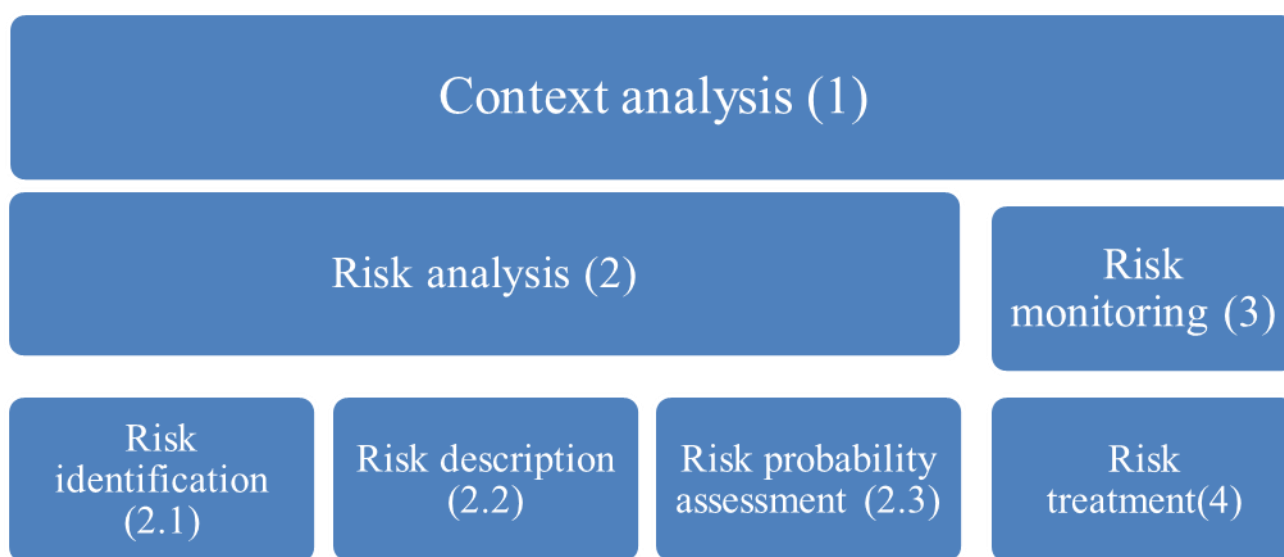 Context analysis (1)
Risk analysis (2)
Risk
monitoring (3)
Risk
identification
(2.1)
Risk description
(2.2)
Risk probability
assessment (2.3)
Risk
treatment(4)